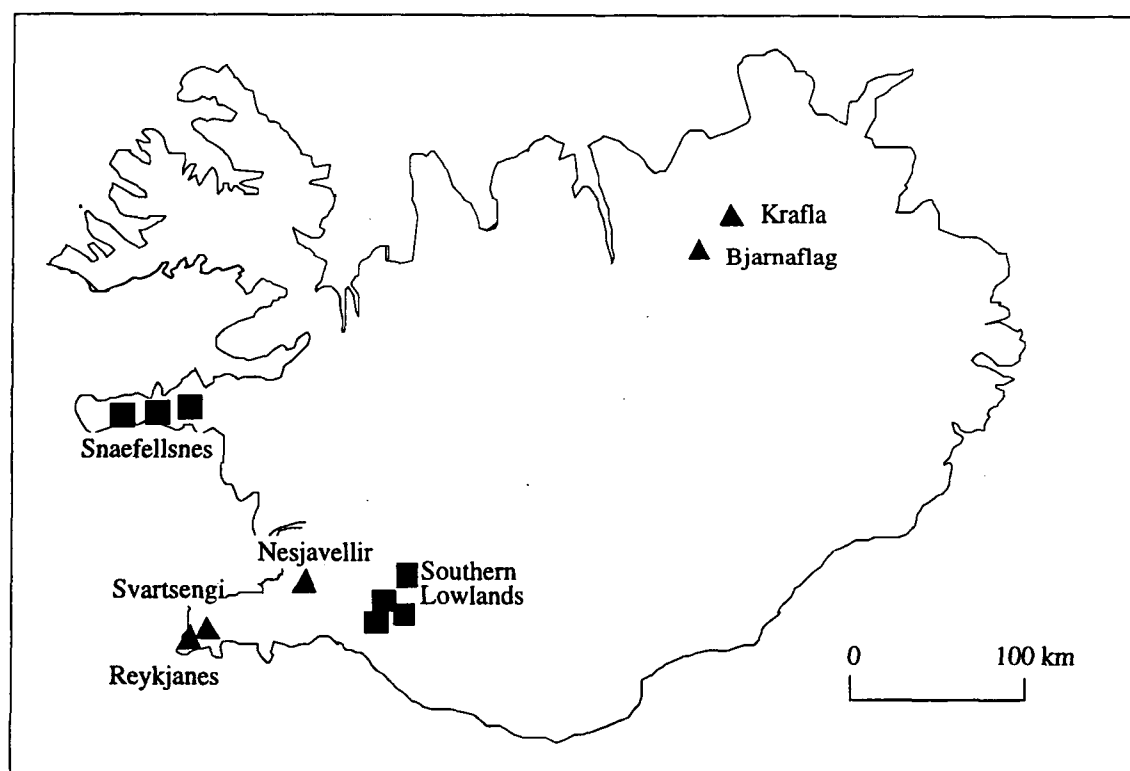 Krafla
Bjarnaflag
Snaefellsnes
Nesjavellir
Southern
Lowlands
Svartsengi
Reykjanes
0 100 km